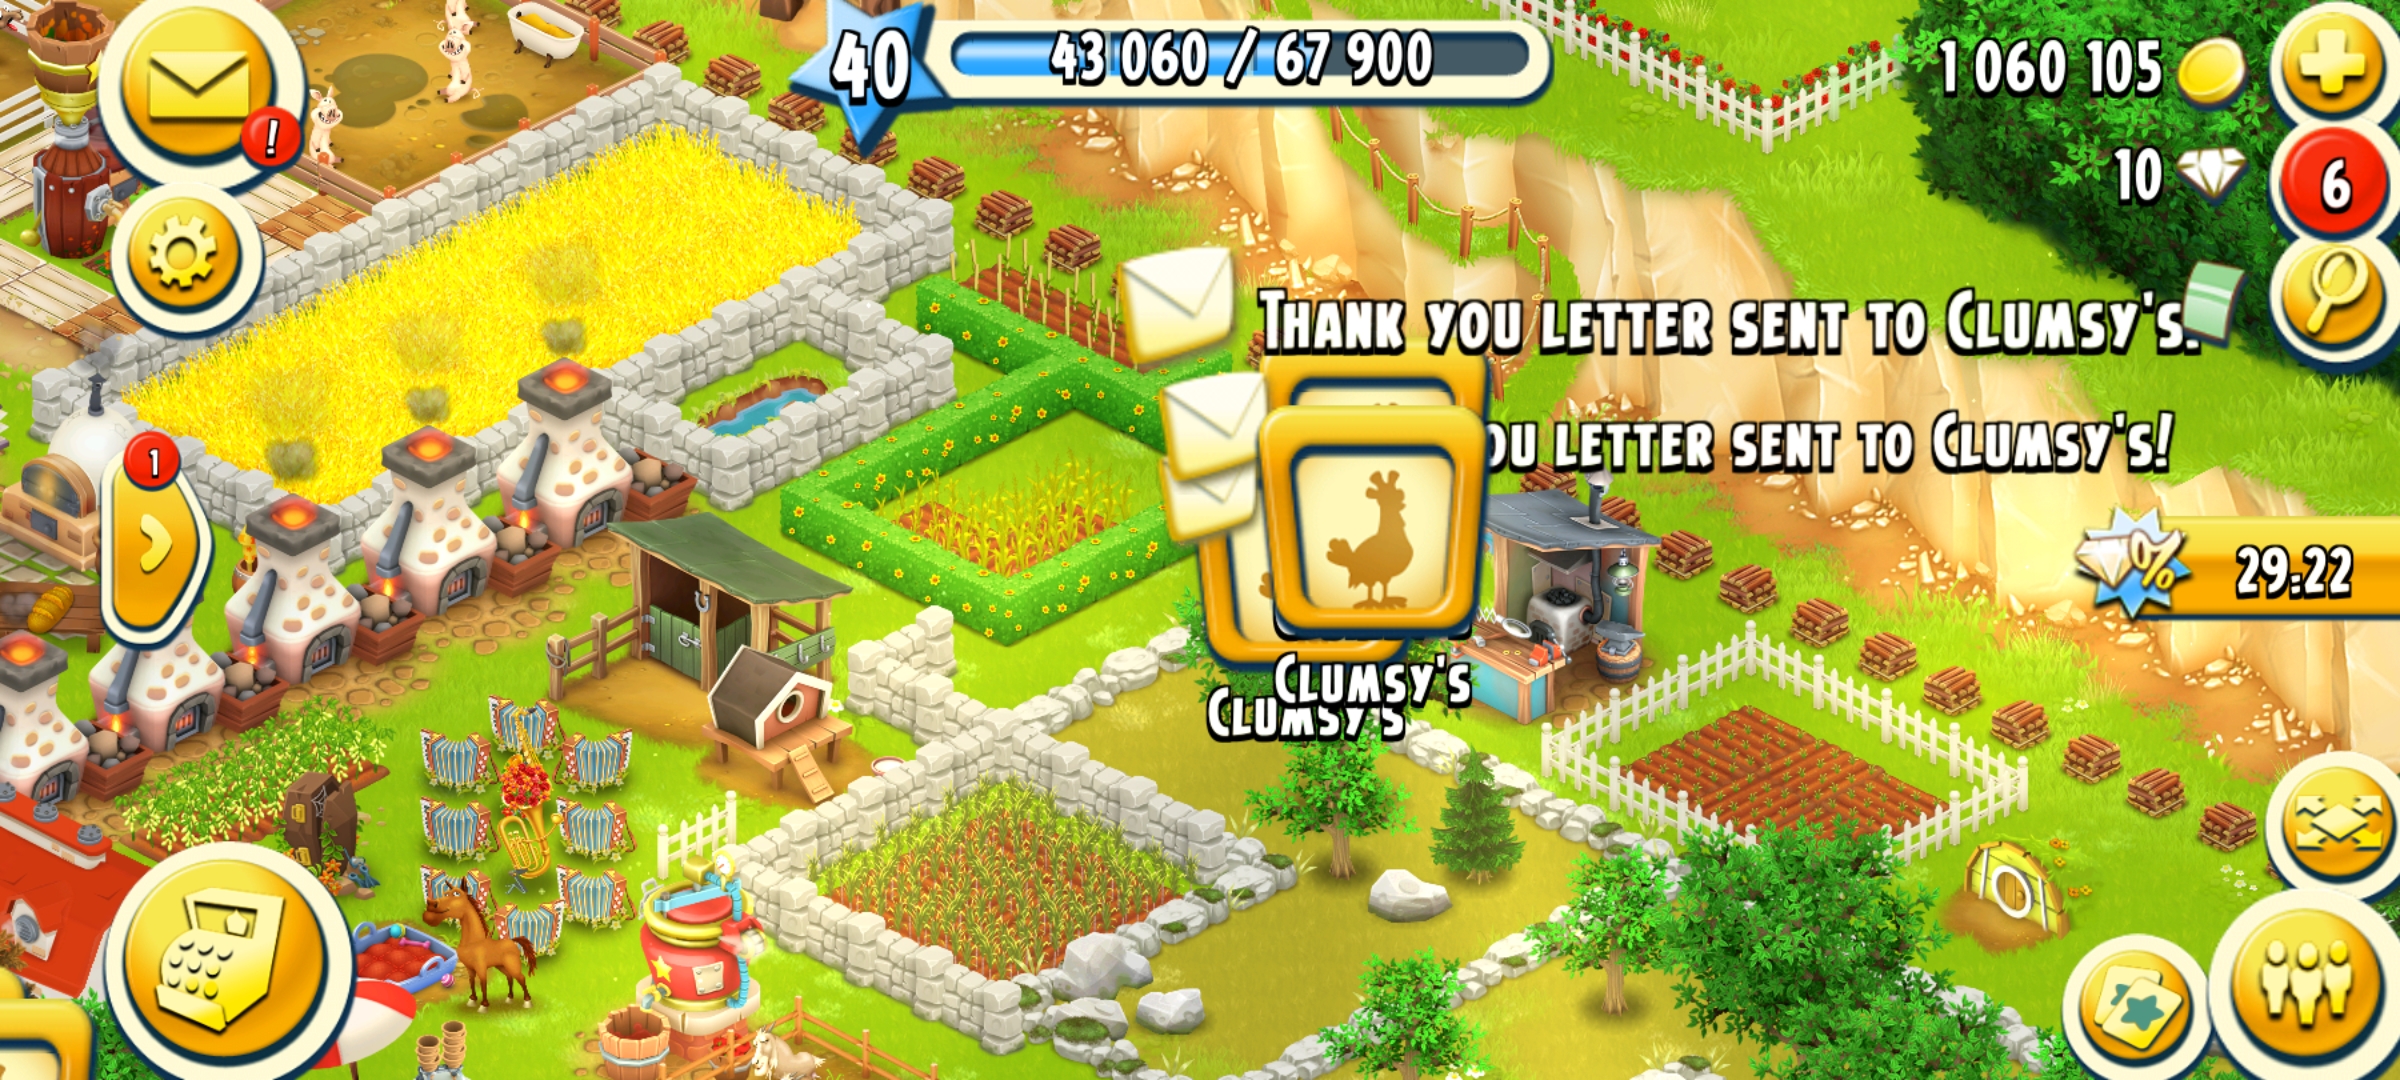 40
43 060 / 67 900
1 060 105
10
!
6
THANK YOU LETTER SENT TO CLUMSY'S.
OU LETTER SENT TO CLUMSY'S!
1
%
29:22
CLUMSY'S
CLUMSY'S